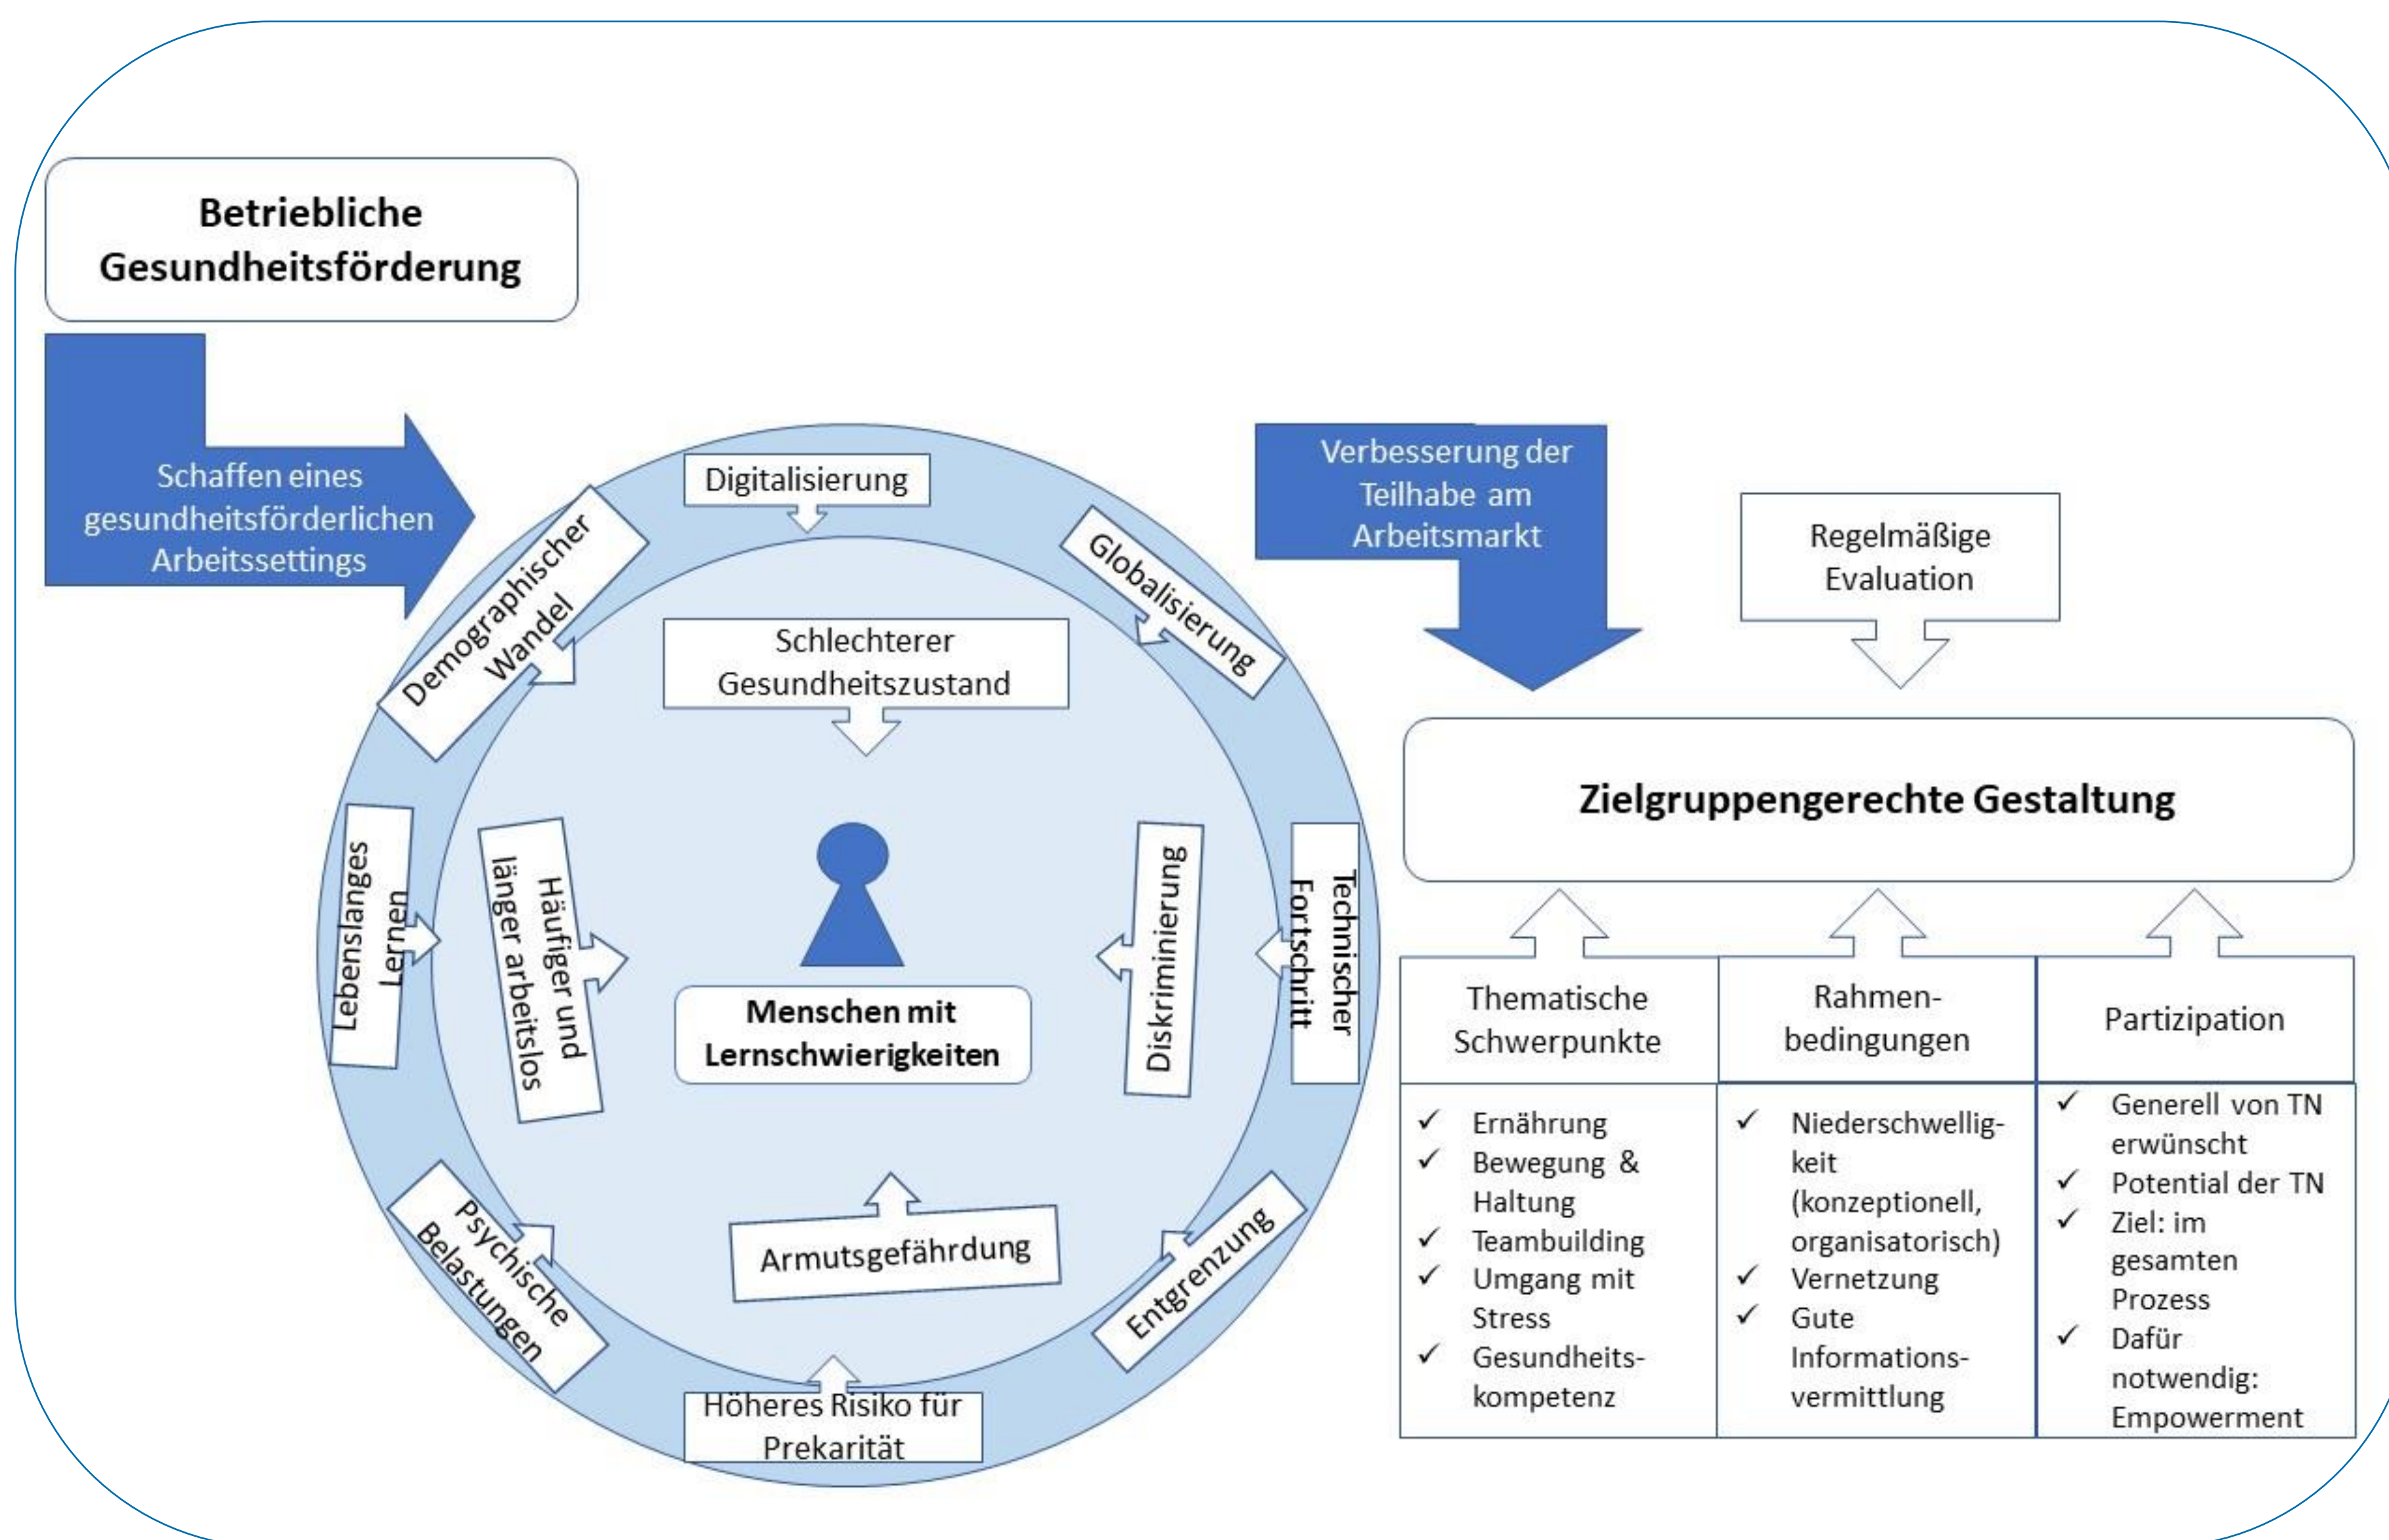 Betriebliche
Gesundheitsförderung
Schaffen eines
gesundheitsförderlichen
Arbeitssettings
Digitalisierung
Globalisierung
Technischer
Fortschritt
Entgrenzung
Höheres Risiko für
Prekarität
Psychische
Belastungen
Lebenslanges
Lernen
Demographischer
Wandel
Schlechterer
Gesundheitszustand
Diskriminierung
Armutsgefährdung
Häufiger und
länger arbeitslos
Menschen mit
Lernschwierigkeiten
Verbesserung der
Teilhabe am
Arbeitsmarkt
Regelmäßige
Evaluation
Zielgruppengerechte Gestaltung
Thematische
Schwerpunkte
✓ Ernährung
✓ Bewegung &
Haltung
✓ Teambuilding
✓ Umgang mit
Stress
✓ Gesundheits-
kompetenz
Rahmen-
bedingungen
✓ Niederschwellig-
keit
(konzeptionell,
organisatorisch)
✓ Vernetzung
✓ Gute
Informations-
vermittlung
Partizipation
✓ Generell von TN
erwünscht
✓ Potential der TN
✓ Ziel: im
gesamten
Prozess
✓ Dafür
notwendig:
Empowerment